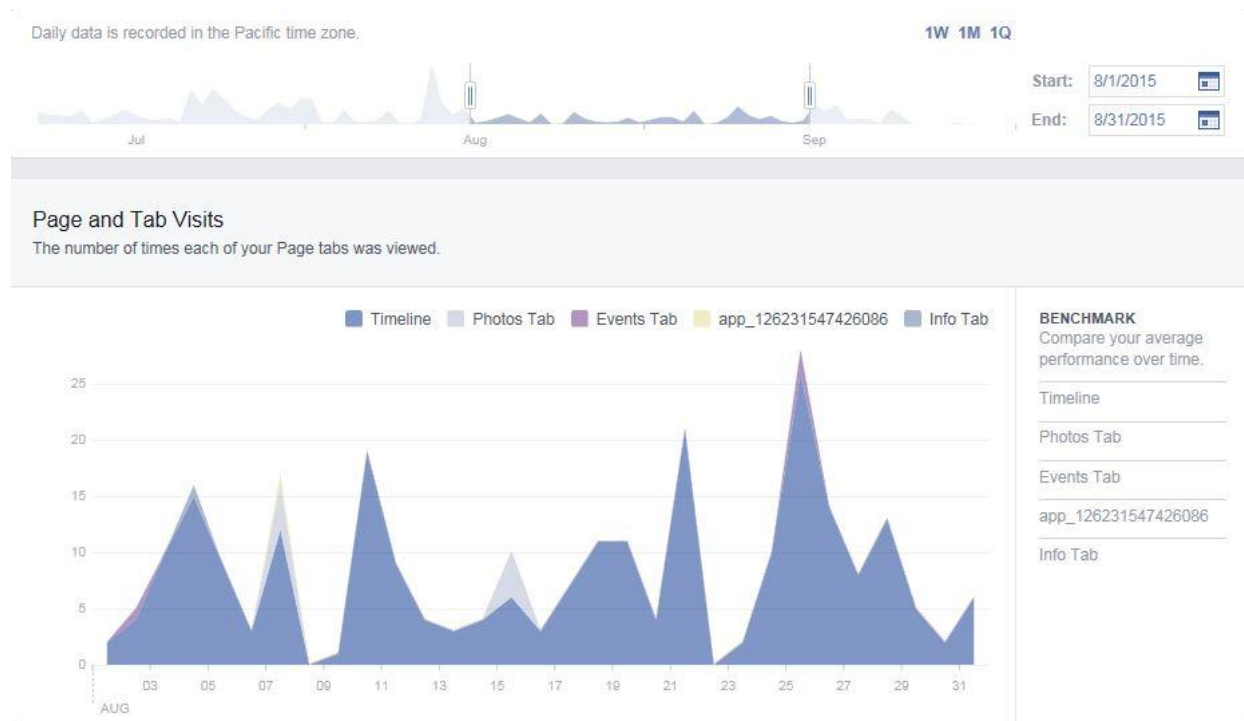 Daily data is recorded in the Pacific time zone.
1W 1M 1Q
Start: 8/1/2015
End: 8/31/2015
Jul Aug Sep
Page and Tab Visits
The number of times each of your Page tabs was viewed.
Timeline Photos Tab Events Tab app_126231547426086 Info Tab
25
20
15
10
5
0
03 05 07 09 11 13 15 17 19 21 23 25 27 29 31
AUG
BENCHMARK
Compare your average
performance over time.
Timeline
Photos Tab
Events Tab
app_126231547426086
Info Tab